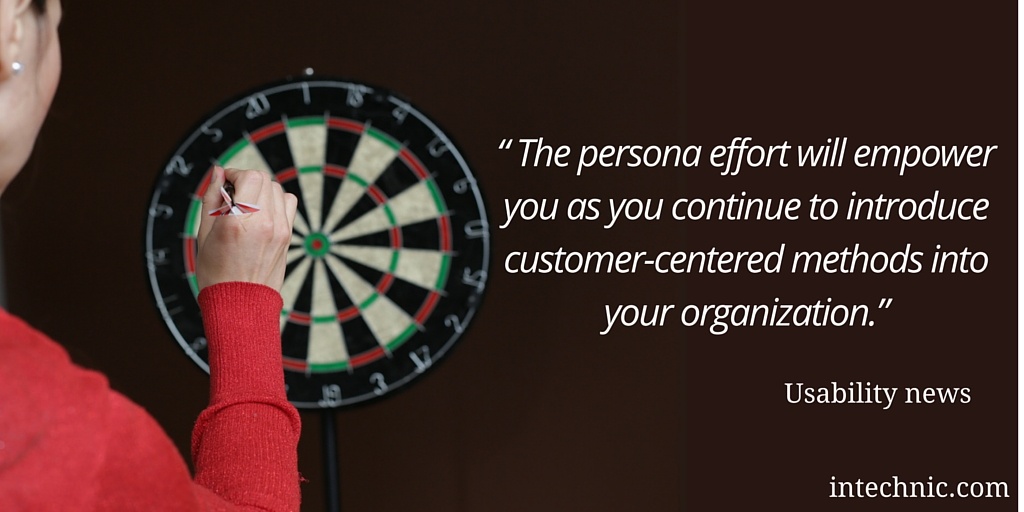 “ The persona effort will empower
you as you continue to introduce
customer-centered methods into
your organization.”
Usability news
intechnic.com